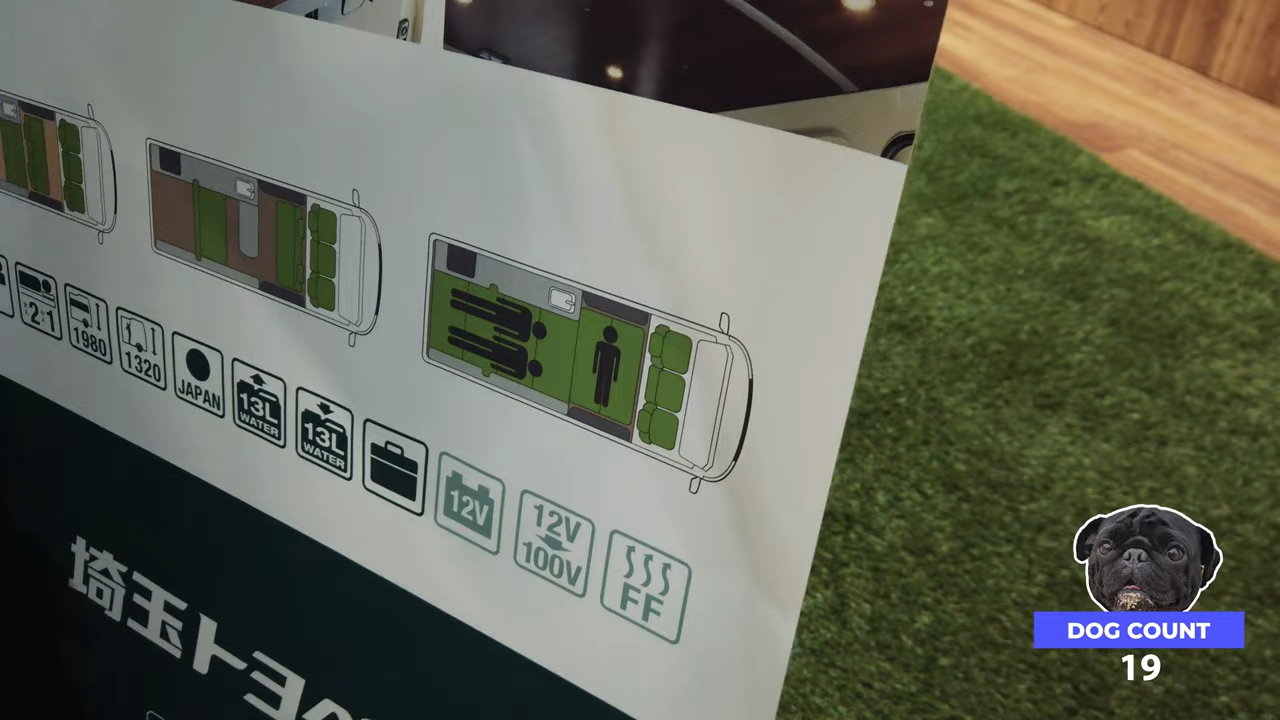 2 1
1980
1320
JAPAN
13L
WATER
13L
WATER
12V
12V
100V
FF
埼玉トヨペ
DOG COUNT
19